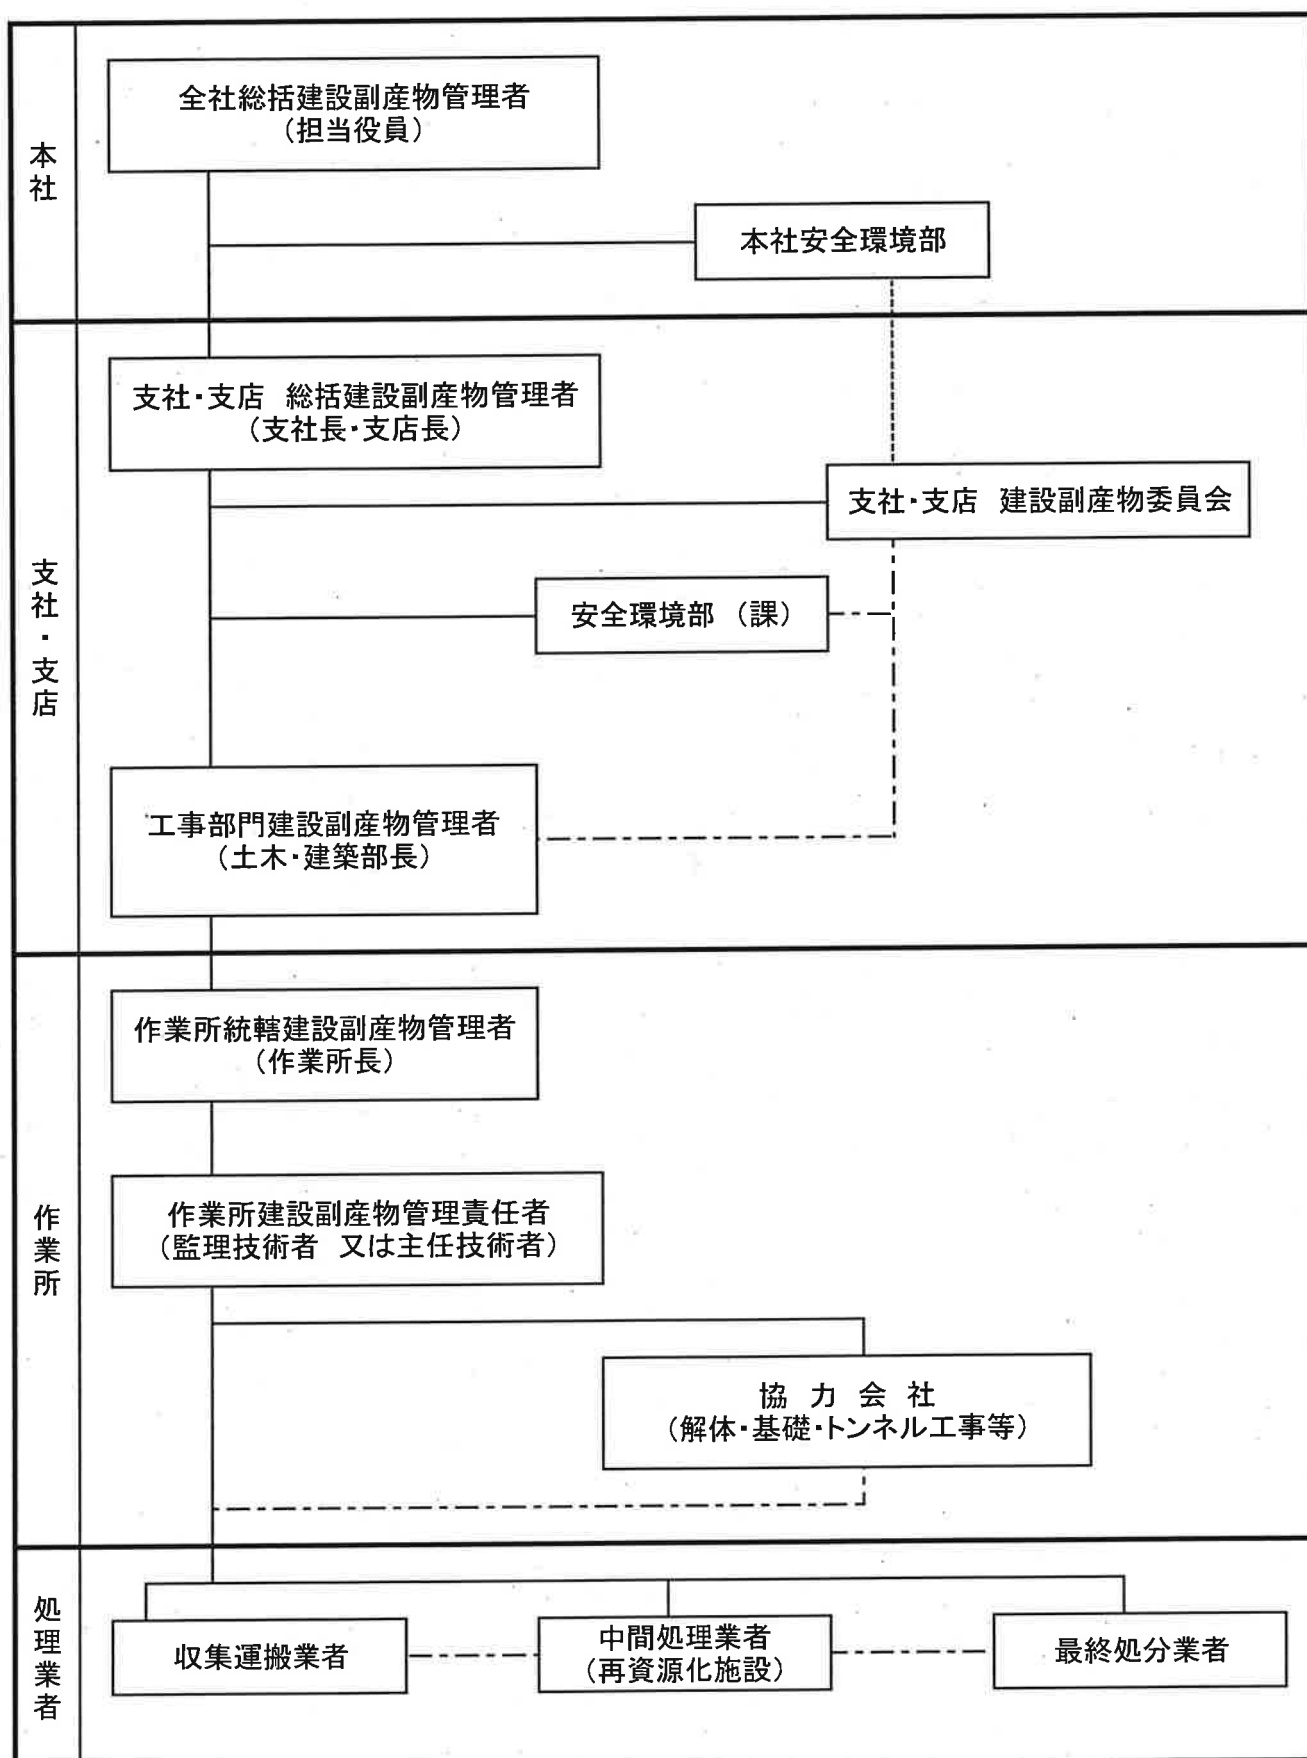 本社
全社総括建設副産物管理者
（担当役員）
本社安全環境部
支社・支店
支社・支店 総括建設副産物管理者
（支社長・支店長）
支社・支店 建設副産物委員会
安全環境部 （課）
工事部門建設副産物管理者
（土木・建築部長）
作業所
作業所統轄建設副産物管理者
（作業所長）
作業所建設副産物管理責任者
（監理技術者 又は主任技術者）
協 力 会 社
（解体・基礎・トンネル工事等）
処理業者
収集運搬業者
中間処理業者
（再資源化施設）
最終処分業者